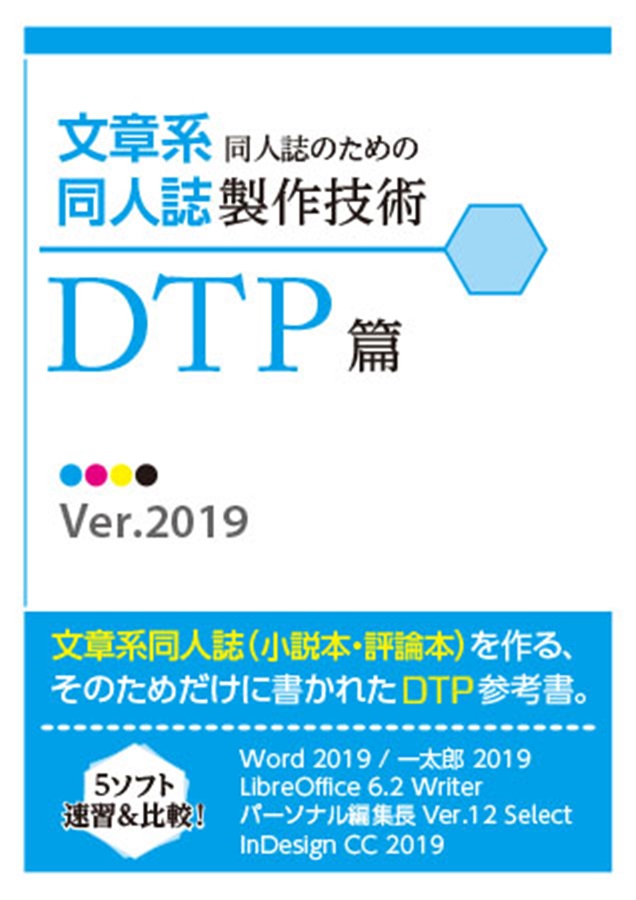 文章系 同人誌のための
同人誌製作技術
DTP篇
Ver.2019
文章系同人誌(小説本・評論本)を作る、
そのためだけに書かれたDTP参考書。
5ソフト
速習&比較!
Word 2019 / 一太郎 2019
LibreOffice 6.2 Writer
パーソナル編集長 Ver.12 Select
InDesign CC 2019